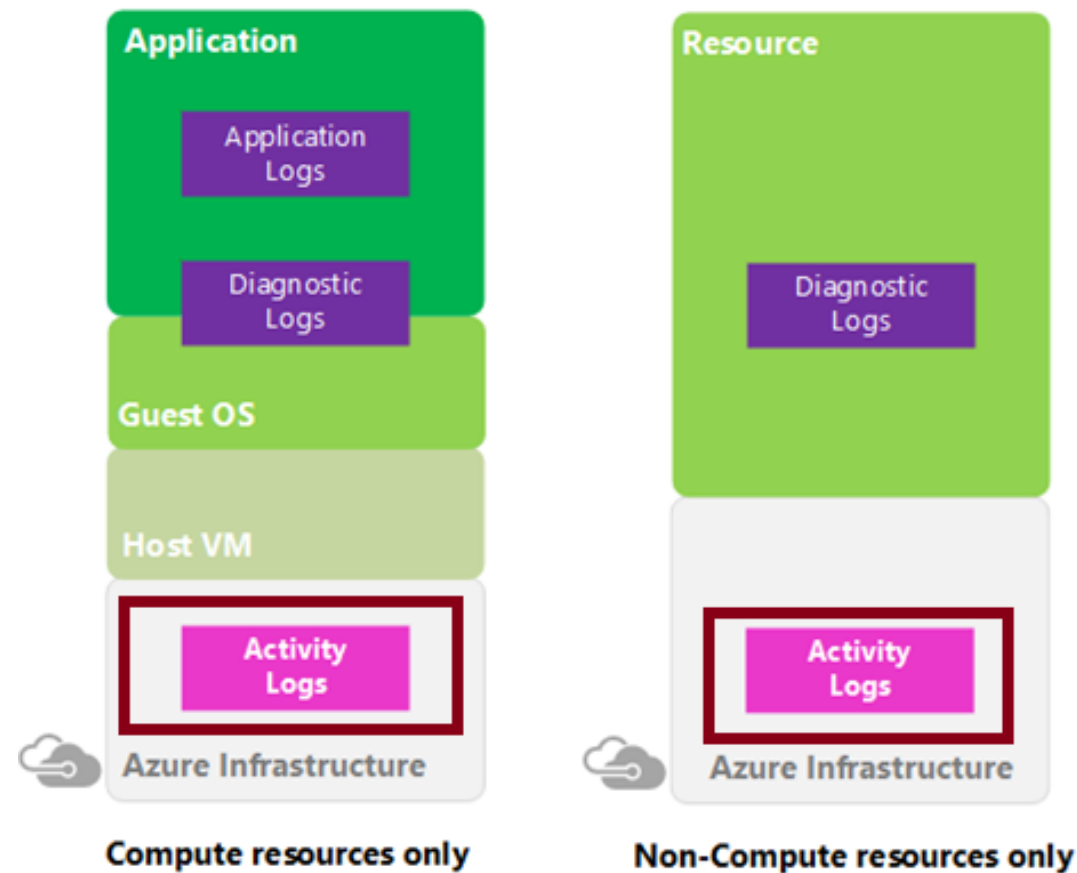 Application
Application
Logs
Diagnostic
Logs
Guest OS
Host VM
Activity
Logs
Azure Infrastructure
Compute resources only
Resource
Diagnostic
Logs
Activity
Logs
Azure Infrastructure
Non-Compute resources only